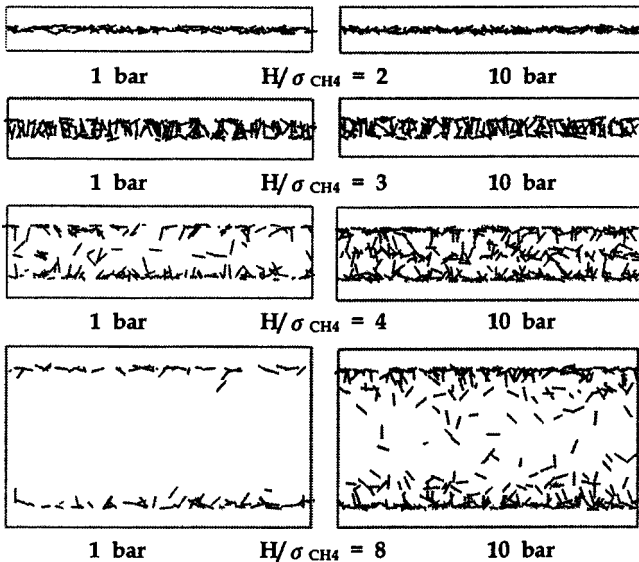 1 bar H/σ CH4 = 2 10 bar
1 bar H/σ CH4 = 3 10 bar
1 bar H/σ CH4 = 4 10 bar
1 bar H/σ CH4 = 8 10 bar